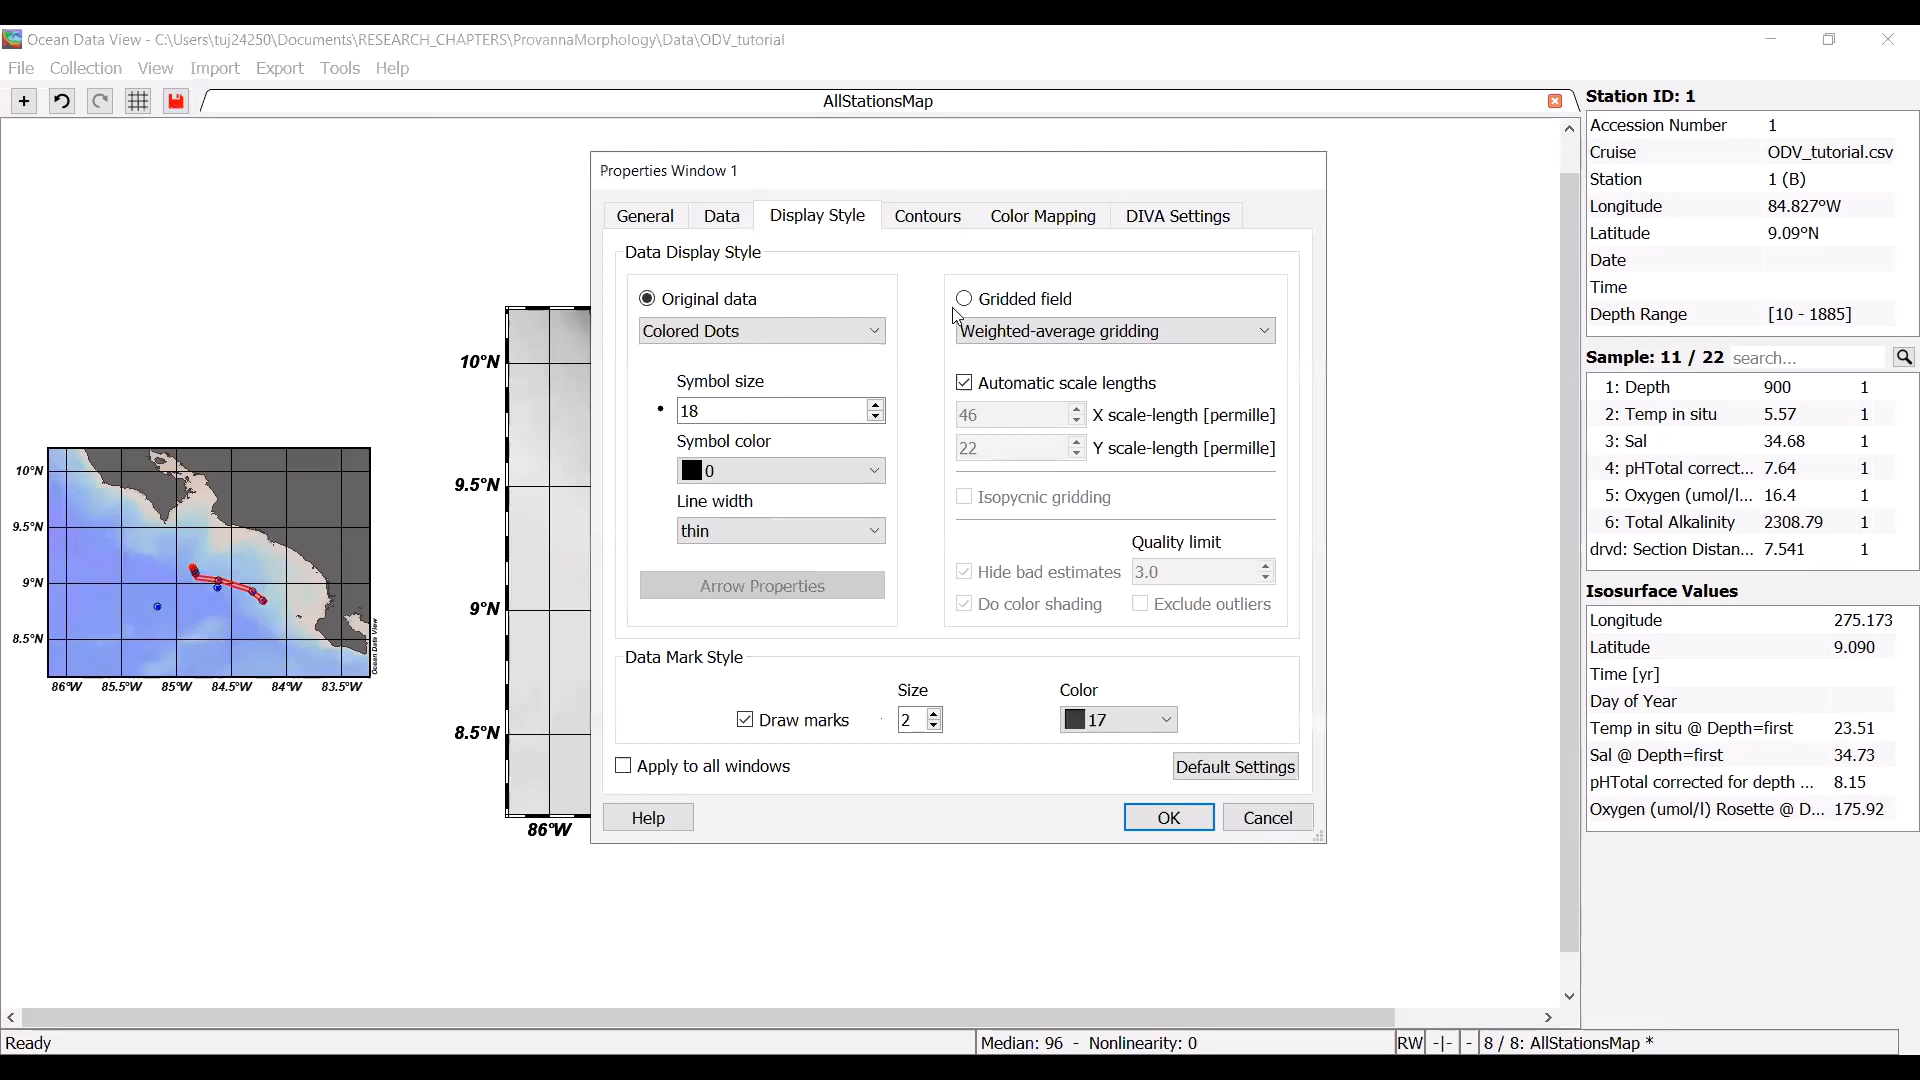 Ocean Data View - C:\Users\tuj24250\Documents\RESEARCH_CHAPTERS\ProvannaMorphology\Data\ODV_tutorial
File Collection View Import Export Tools Help
AllStationsMap
Properties Window 1
General Data Display Style Contours Color Mapping DIVA Settings
Data Display Style
Original data
Colored Dots
Symbol size
18
Symbol color
0
Line width
thin
Arrow Properties
Gridded field
Weighted-average gridding
Automatic scale lengths
46 X scale-length [permille]
22 Y scale-length [permille]
Isopycnic gridding
Quality limit
Hide bad estimates 3.0
Do color shading Exclude outliers
Data Mark Style
Size Color
Draw marks 2 17
Apply to all windows Default Settings
Help OK Cancel
10°N
9.5°N
9°N
8.5°N
86°W 85.5°W 85°W 84.5°W 84°W 83.5°W
Ocean Data View
10°N
9.5°N
9°N
8.5°N
86°W
Station ID: 1
Accession Number 1
Cruise ODV_tutorial.csv
Station 1 (B)
Longitude 84.827°W
Latitude 9.09°N
Date
Time
Depth Range [10 - 1885]
Sample: 11 / 22 search...
1: Depth 900 1
2: Temp in situ 5.57 1
3: Sal 34.68 1
4: pHTotal correct... 7.64 1
5: Oxygen (umol/l... 16.4 1
6: Total Alkalinity 2308.79 1
drvd: Section Distan... 7.541 1
Isosurface Values
Longitude 275.173
Latitude 9.090
Time [yr]
Day of Year
Temp in situ @ Depth=first 23.51
Sal @ Depth=first 34.73
pHTotal corrected for depth ... 8.15
Oxygen (umol/l) Rosette @ D... 175.92
Ready Median: 96 - Nonlinearity: 0 RW -|- - 8 / 8: AllStationsMap *